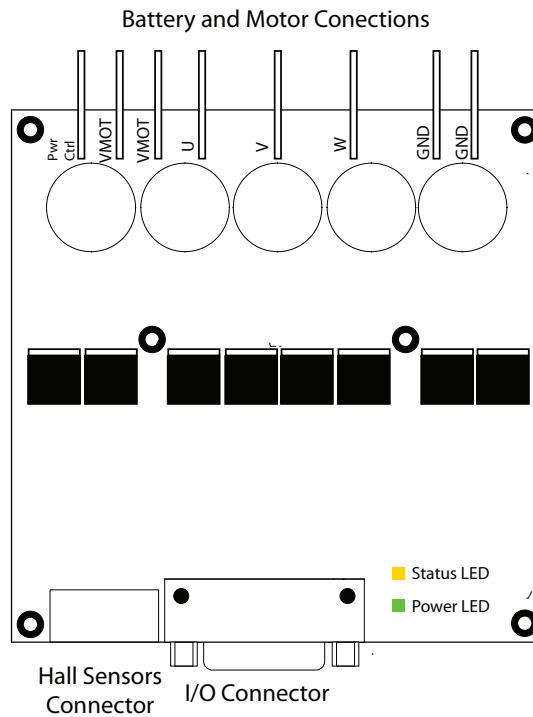 Battery and Motor Conections
Pwr
Ctrl
VMOT
VMOT
U
V
W
GND
GND
Status LED
Power LED
Hall Sensors
Connector
I/O Connector